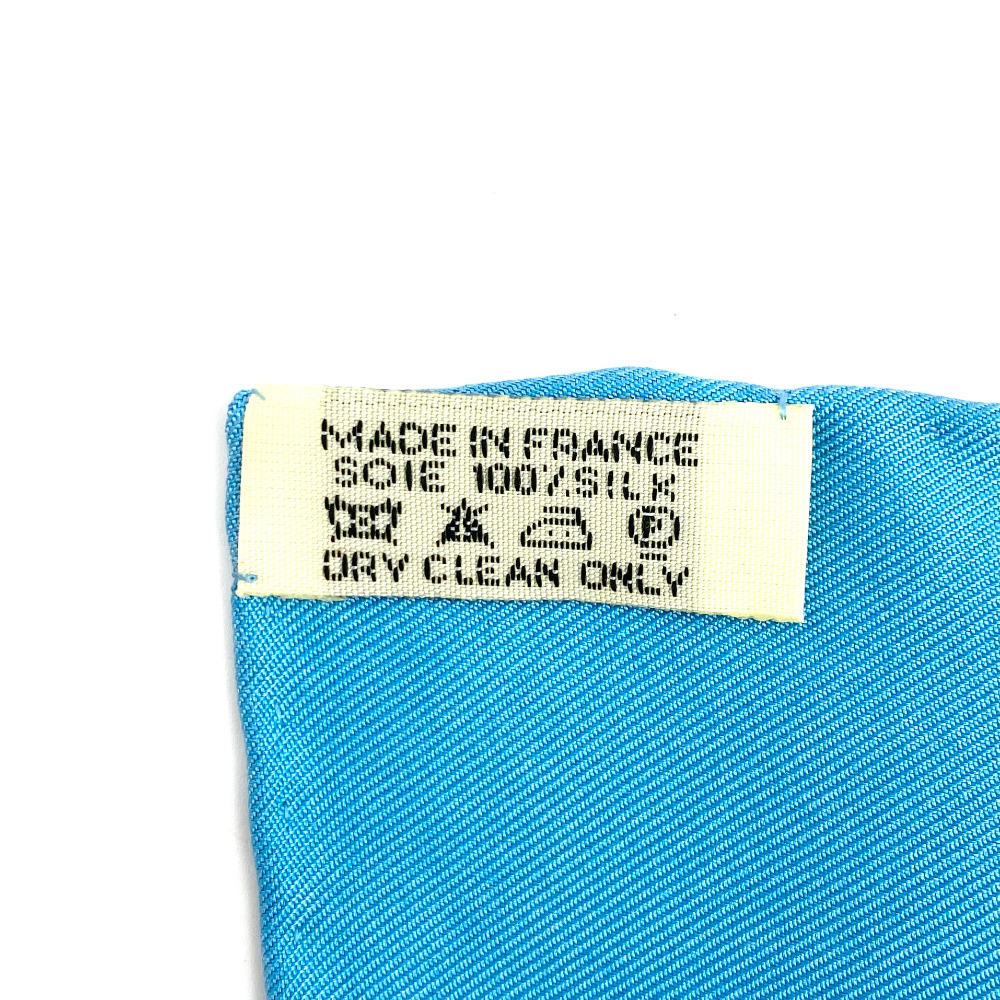 MADE IN FRANCE
SOIE 100% SILK
P
DRY CLEAN ONLY